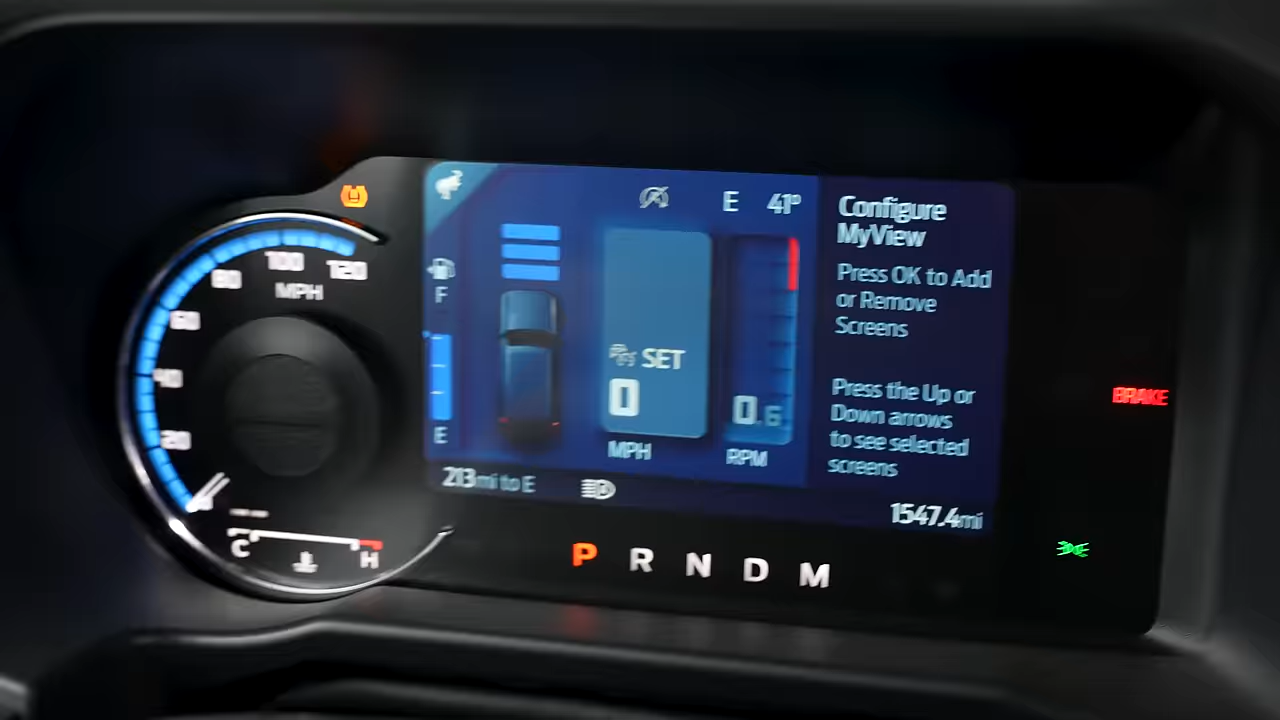 E 41°
Configure
MyView
Press OK to Add
or Remove
Screens
Press the Up or
Down arrows
to see selected
screens
F
E
SET
0
MPH
0.6
RPM
213mi to E
1547.4mi
120
100
80
MPH
60
40
20
0
C H
P R N D M
BRAKE